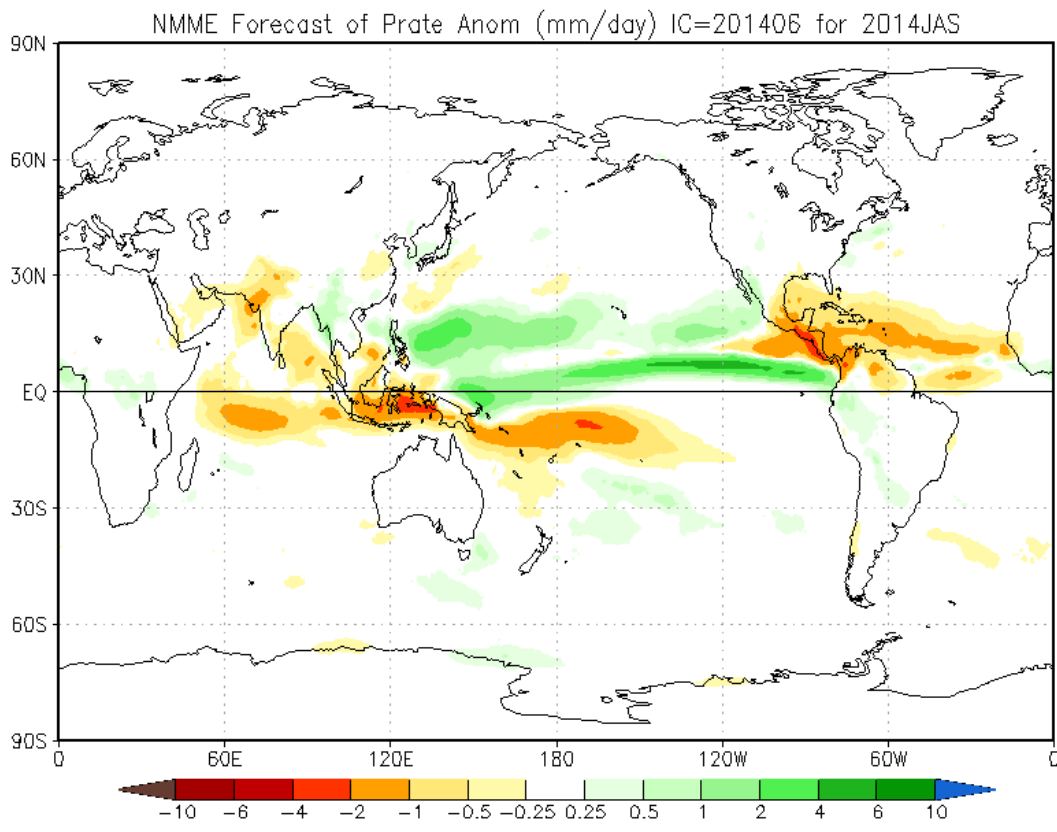 NMME Forecast of Prate Anom (mm/day) IC=201406 for 2014JAS
90N
60N
30N
EQ
30S
60S
90S
0 60E 120E 180 120W 60W 0
-10 -6 -4 -2 -1 -0.5 -0.25 0.25 0.5 1 2 4 6 10